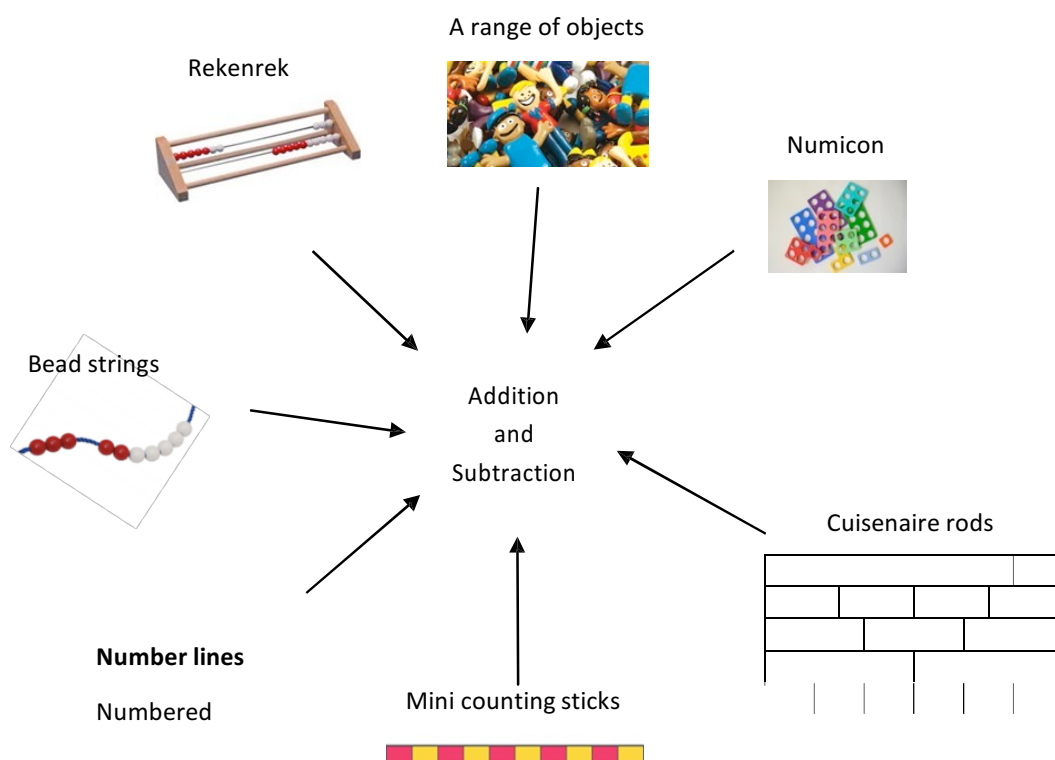 A range of objects
Rekenrek
Numicon
Bead strings
Addition
and
Subtraction
Cuisenaire rods
Number lines
Numbered
Mini counting sticks